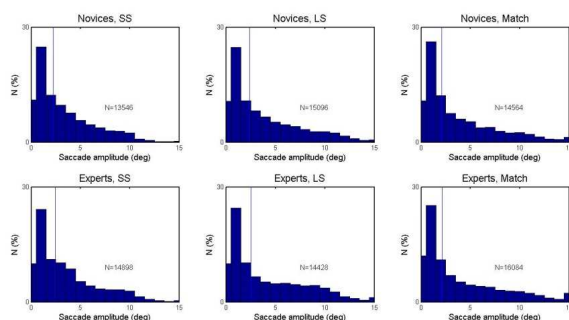 Novices, SS
30
N (%)
N=13546
0
0 5 10 15
Saccade amplitude (deg)
Novices, LS
30
N (%)
N=15096
0
0 5 10 15
Saccade amplitude (deg)
Novices, Match
30
N (%)
N=14564
0
0 5 10 15
Saccade amplitude (deg)
Experts, SS
30
N (%)
N=14898
0
0 5 10 15
Saccade amplitude (deg)
Experts, LS
30
N (%)
N=14428
0
0 5 10 15
Saccade amplitude (deg)
Experts, Match
30
N (%)
N=16084
0
0 5 10 15
Saccade amplitude (deg)